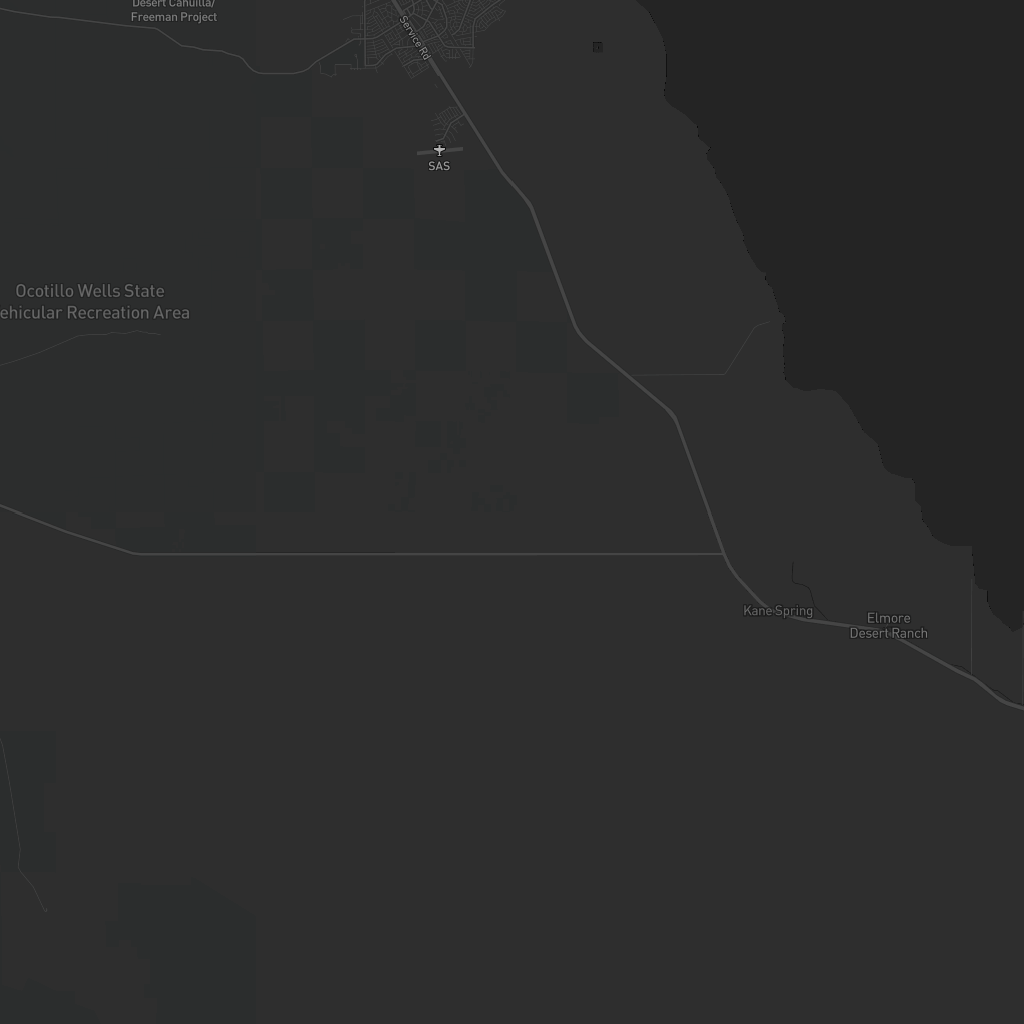 Desert Cahuilla/
Freeman Project
Service Rd
SAS
Ocotillo Wells State
ehicular Recreation Area
Kane Spring
Elmore
Desert Ranch